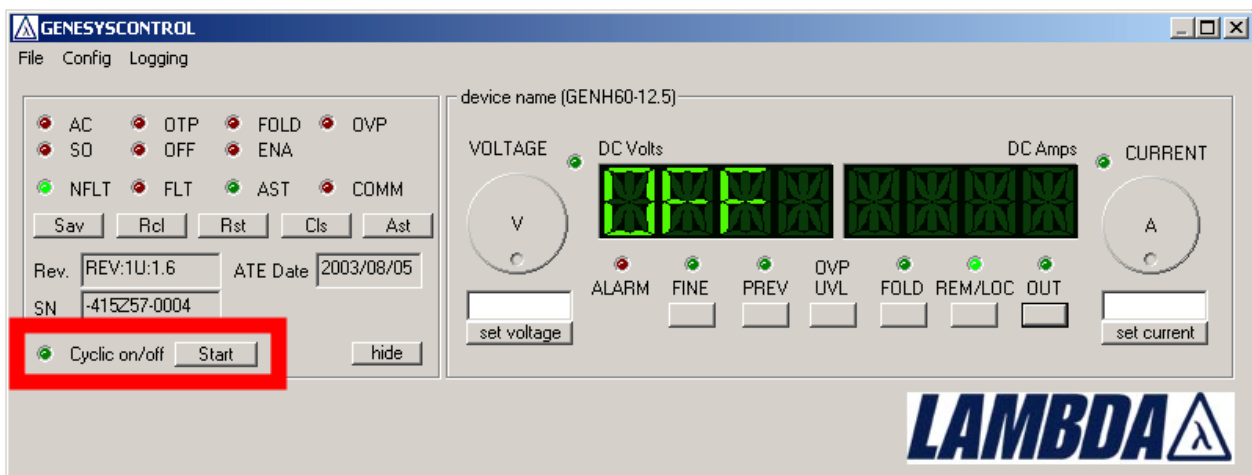 GENESYSCONTROL
File Config Logging
AC OTP FOLD OVP
SO OFF ENA
NFLT FLT AST COMM
Sav Rcl Rst Cls Ast
Rev. REV:1U:1.6 ATE Date 2003/08/05
SN -415Z57-0004
Cyclic on/off Start hide
device name (GENH60-12.5)
VOLTAGE DC Volts DC Amps CURRENT
V OFF A
ALARM FINE PREV OVP UVL FOLD REM/LOC OUT
set voltage set current
LAMBDA λ